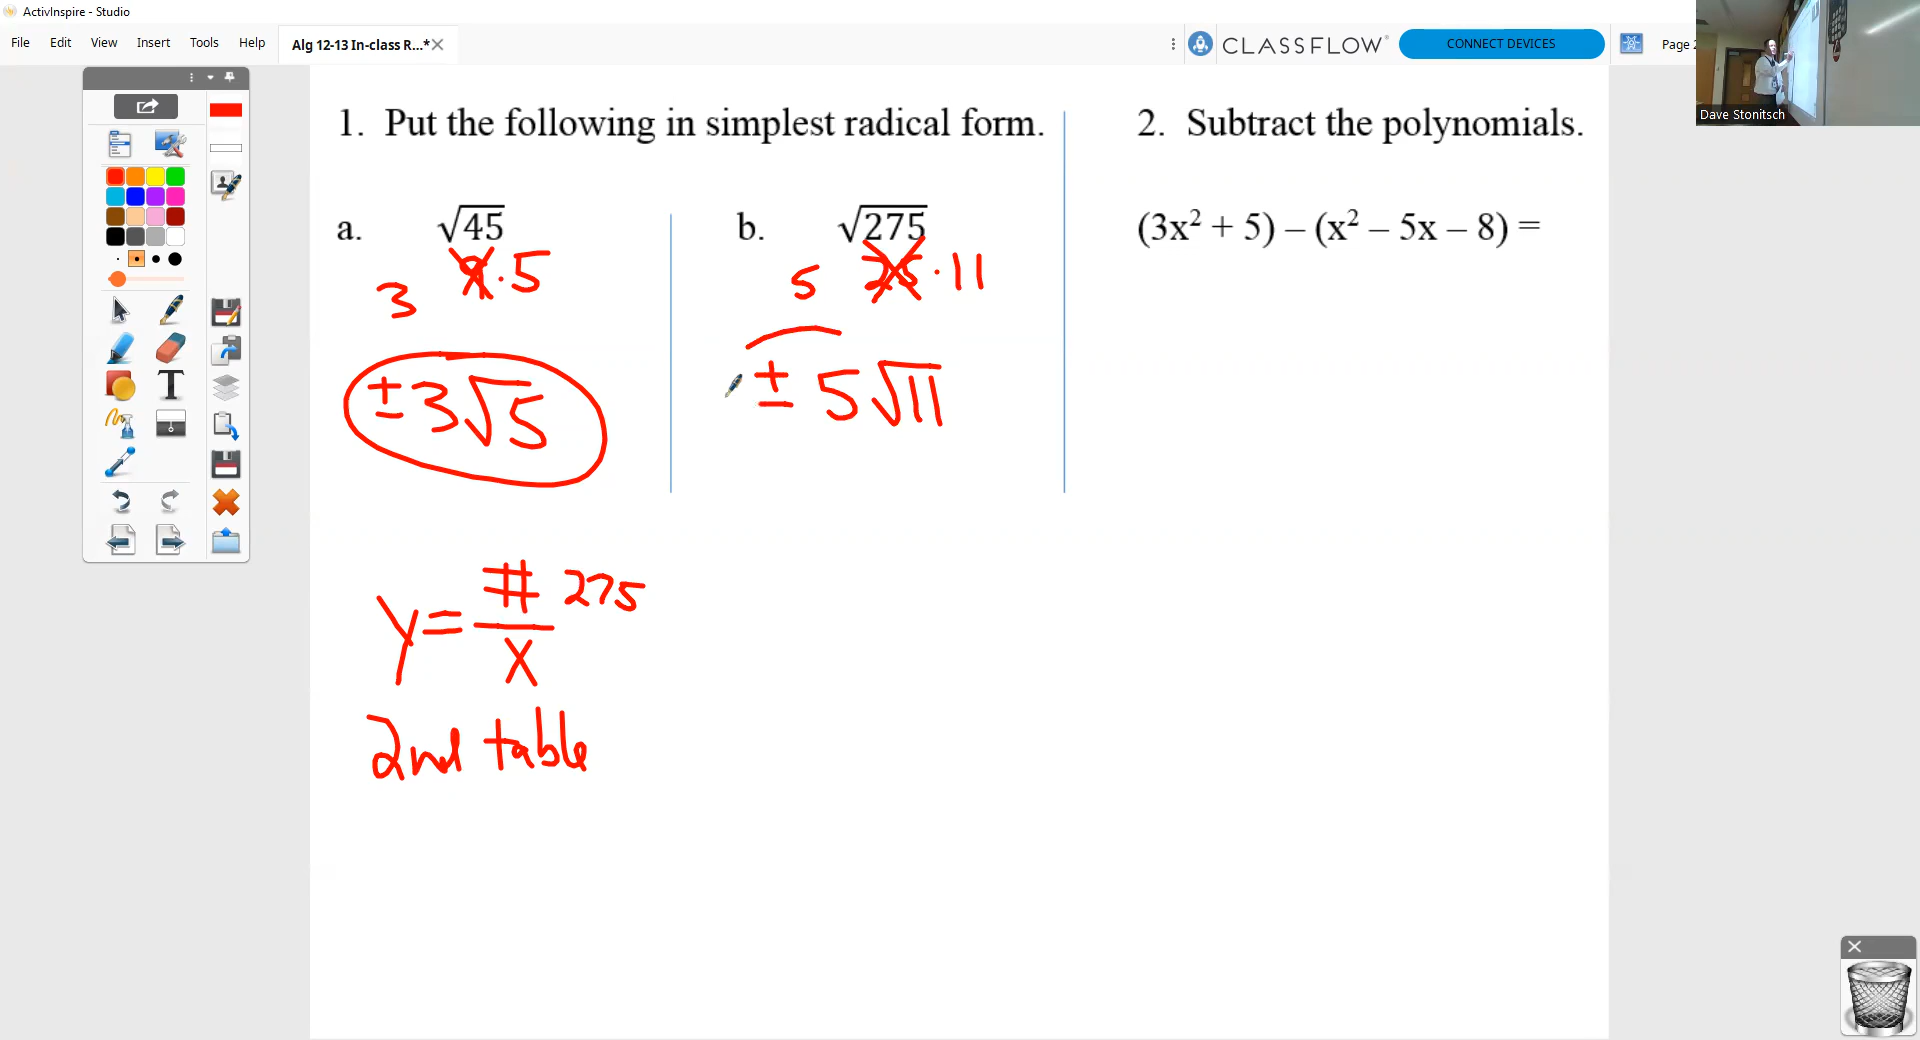 ActivInspire - Studio
File Edit View Insert Tools Help Alg 12-13 In-class R...* CLASSFLOW CONNECT DEVICES Page 2
Dave Stonitsch
1. Put the following in simplest radical form.
a. √45
9 · 5
3
± 3√5
b. √275
5 25 · 11
± 5√11
2. Subtract the polynomials.
(3x² + 5) – (x² – 5x – 8) =
# 275
y = —
x
2nd table